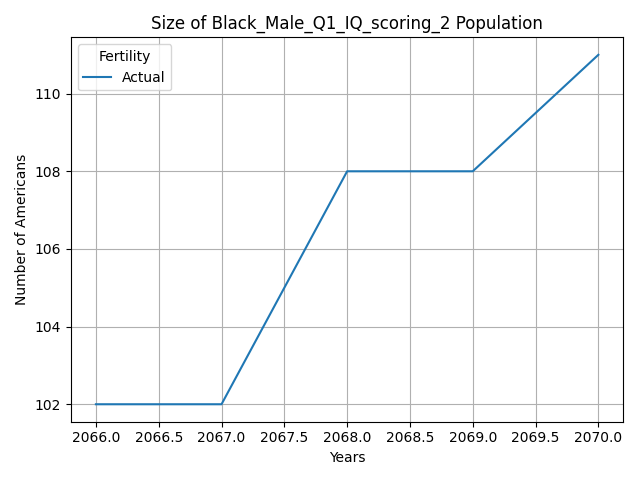 Size of Black_Male_Q1_IQ_scoring_2 Population
Fertility
Actual
Number of Americans
110
108
106
104
102
2066.0 2066.5 2067.0 2067.5 2068.0 2068.5 2069.0 2069.5 2070.0
Years